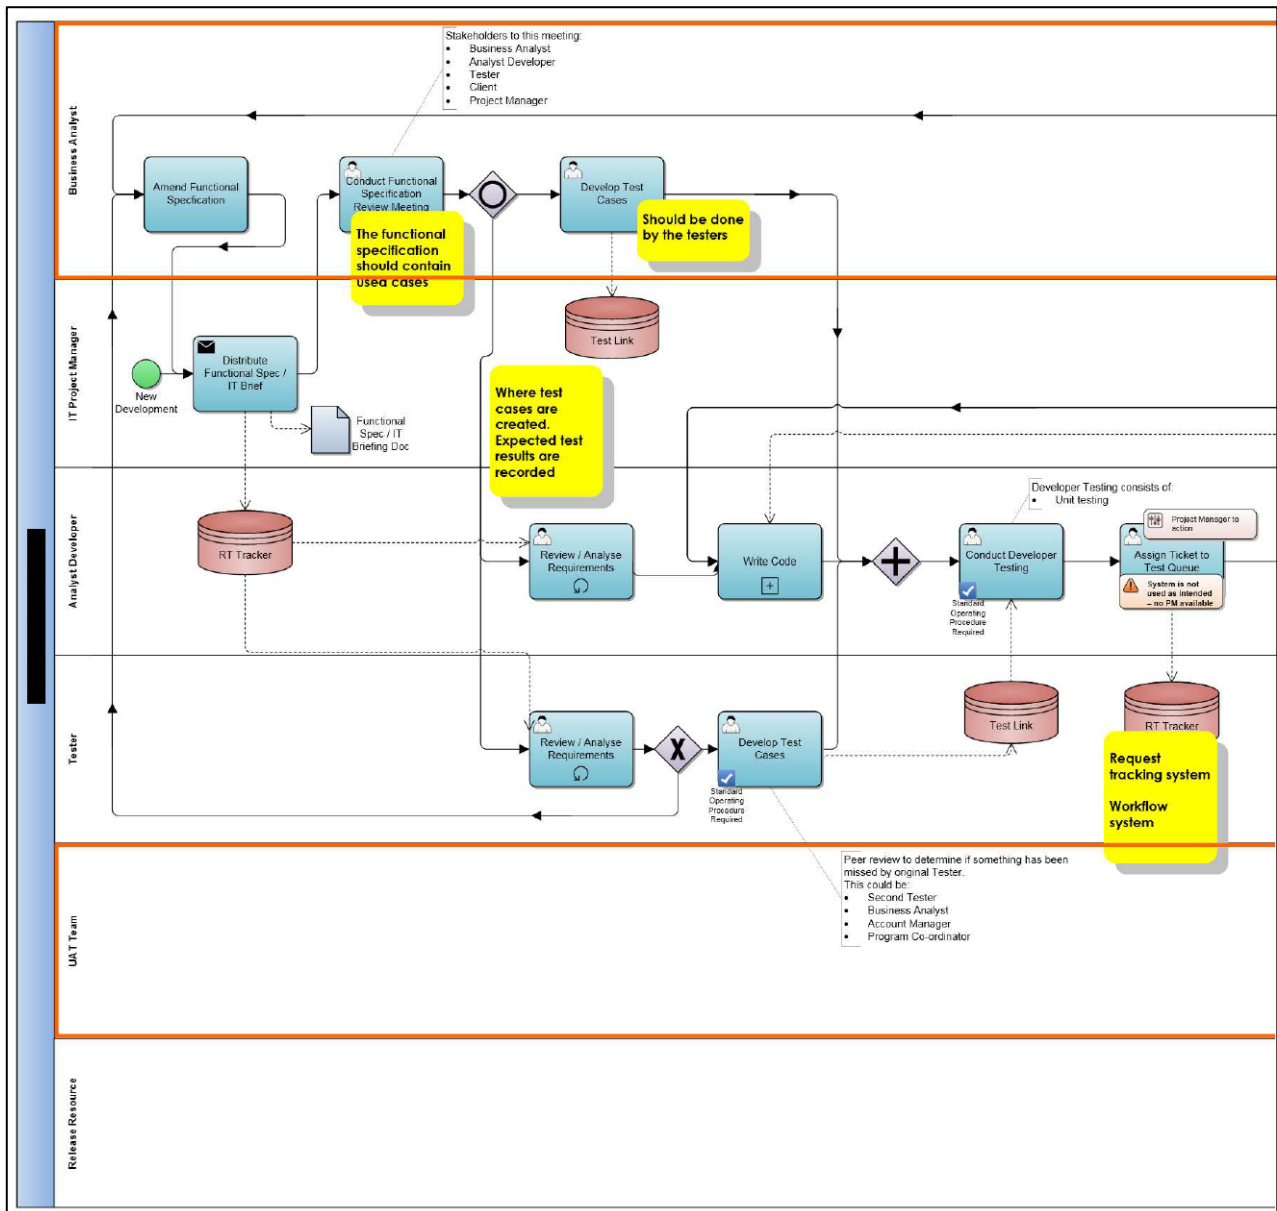 Stakeholders to this meeting:
• Business Analyst
• Analyst Developer
• Tester
• Client
• Project Manager
Business Analyst
Amend Functional
Specfication
Conduct Functional
Specification
Review Meeting
Develop Test
Cases
The functional
specification
should contain
used cases
Should be done
by the testers
IT Project Manager
Test Link
New
Development
Distribute
Functional Spec /
IT Brief
Functional
Spec / IT
Briefing Doc
Where test
cases are
created.
Expected test
results are
recorded
Analyst Developer
RT Tracker
Review / Analyse
Requirements
Write Code
Developer Testing consists of:
• Unit testing
Conduct Developer
Testing
Standard
Operating
Procedure
Required
Project Manager to
action
Assign Ticket to
Test Queue
System is not
used as intended
– no PM available
Tester
Review / Analyse
Requirements
X
Develop Test
Cases
Standard
Operating
Procedure
Required
Test Link
RT Tracker
Request
tracking system
Workflow
system
UAT Team
Peer review to determine if something has been
missed by original Tester.
This could be:
• Second Tester
• Business Analyst
• Account Manager
• Program Co-ordinator
Release Resource